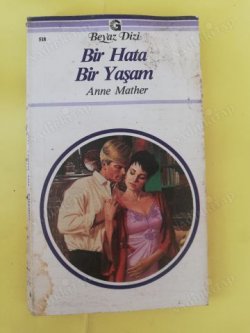 G
Beyaz Dizi
Bir Hata
Bir Yaşam
Anne Mather